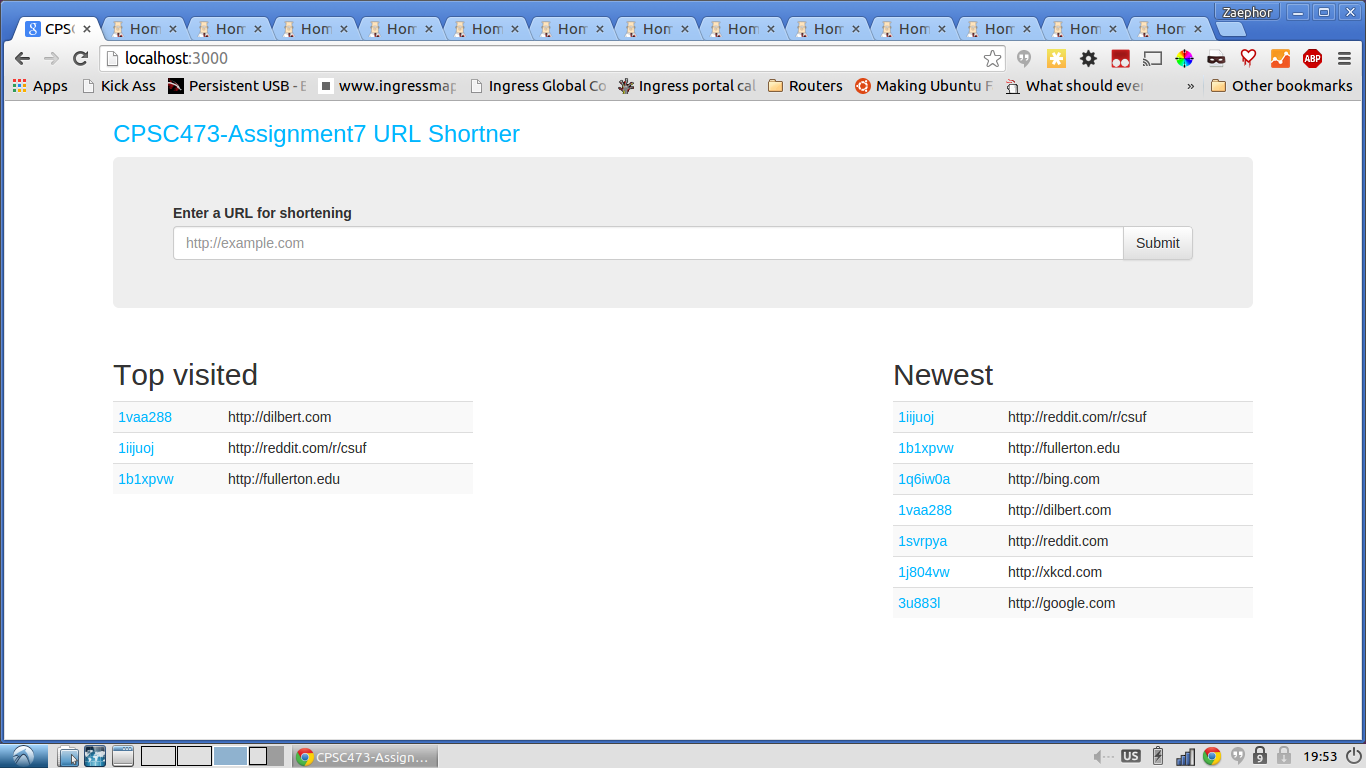 Zaephor
CPSC
Hom
Hom
Hom
Hom
Hom
Hom
Hom
Hom
Hom
Hom
Hom
Hom
Hom
localhost:3000
ABP
Apps Kick Ass Persistent USB - www.ingressmap Ingress Global Co Ingress portal cal Routers Making Ubuntu F What should ever » Other bookmarks
CPSC473-Assignment7 URL Shortner
Enter a URL for shortening
http://example.com Submit
Top visited
1vaa288 http://dilbert.com
1iijuoj http://reddit.com/r/csuf
1b1xpvw http://fullerton.edu
Newest
1iijuoj http://reddit.com/r/csuf
1b1xpvw http://fullerton.edu
1q6iw0a http://bing.com
1vaa288 http://dilbert.com
1svrpya http://reddit.com
1j804vw http://xkcd.com
3u883l http://google.com
CPSC473-Assign... US 19:53